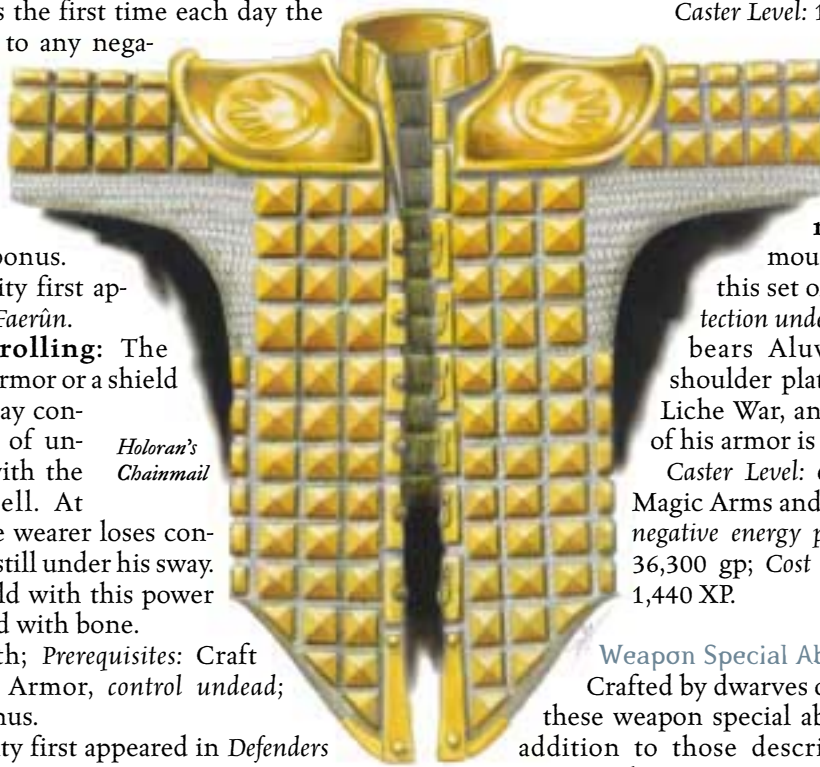 s the first time each day the
to any nega-
bonus.
ity first ap-
Faerûn.
rolling: The
rmor or a shield
ay con-
of un-
with the
ell. At
e wearer loses con-
still under his sway.
ld with this power
d with bone.
th; Prerequisites: Craft
Armor, control undead;
nus.
ity first appeared in Defenders
Holoran's
Chainmail
Caster Level: 1
mou
this set o
tection unde
bears Aluv
shoulder plat
Liche War, an
of his armor is
Caster Level:
Magic Arms and
negative energy p
36,300 gp; Cost
1,440 XP.
Weapon Special Ab
Crafted by dwarves o
these weapon special ab
addition to those descri